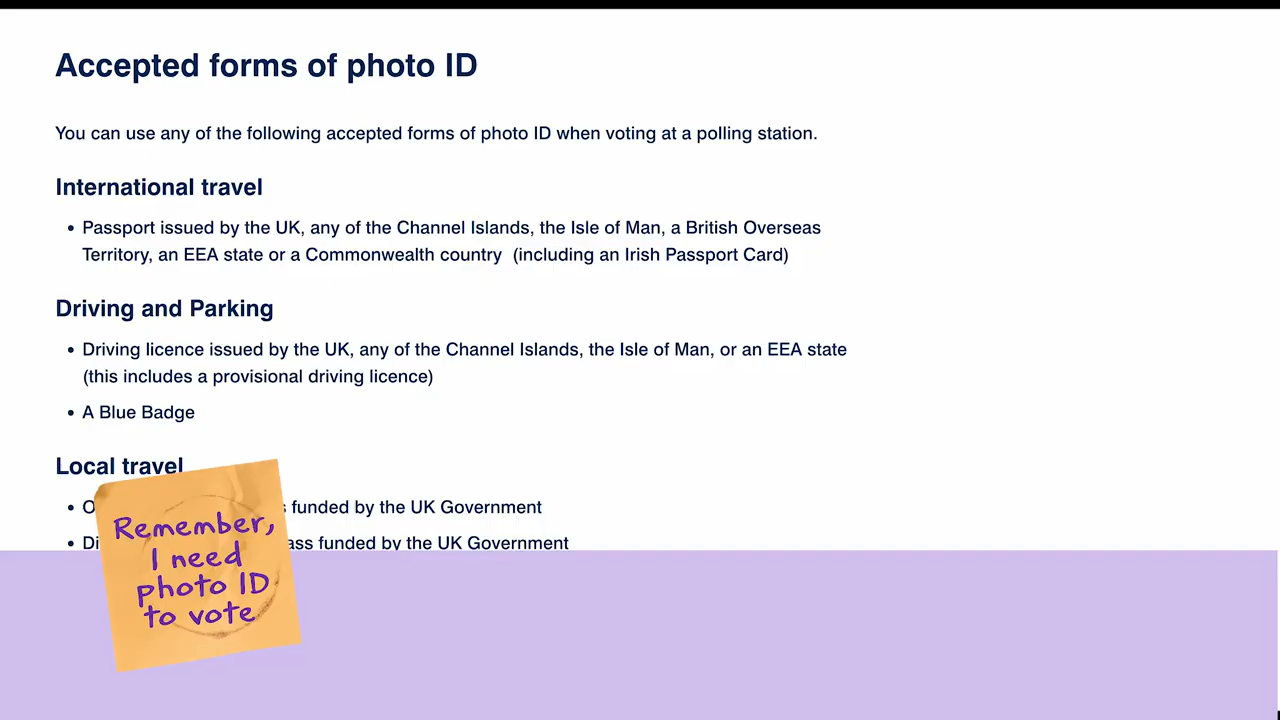 Accepted forms of photo ID
You can use any of the following accepted forms of photo ID when voting at a polling station.
International travel
• Passport issued by the UK, any of the Channel Islands, the Isle of Man, a British Overseas
Territory, an EEA state or a Commonwealth country (including an Irish Passport Card)
Driving and Parking
• Driving licence issued by the UK, any of the Channel Islands, the Isle of Man, or an EEA state
(this includes a provisional driving licence)
• A Blue Badge
Local travel
• funded by the UK Government
• funded by the UK Government
Remember,
I need
photo ID
to vote